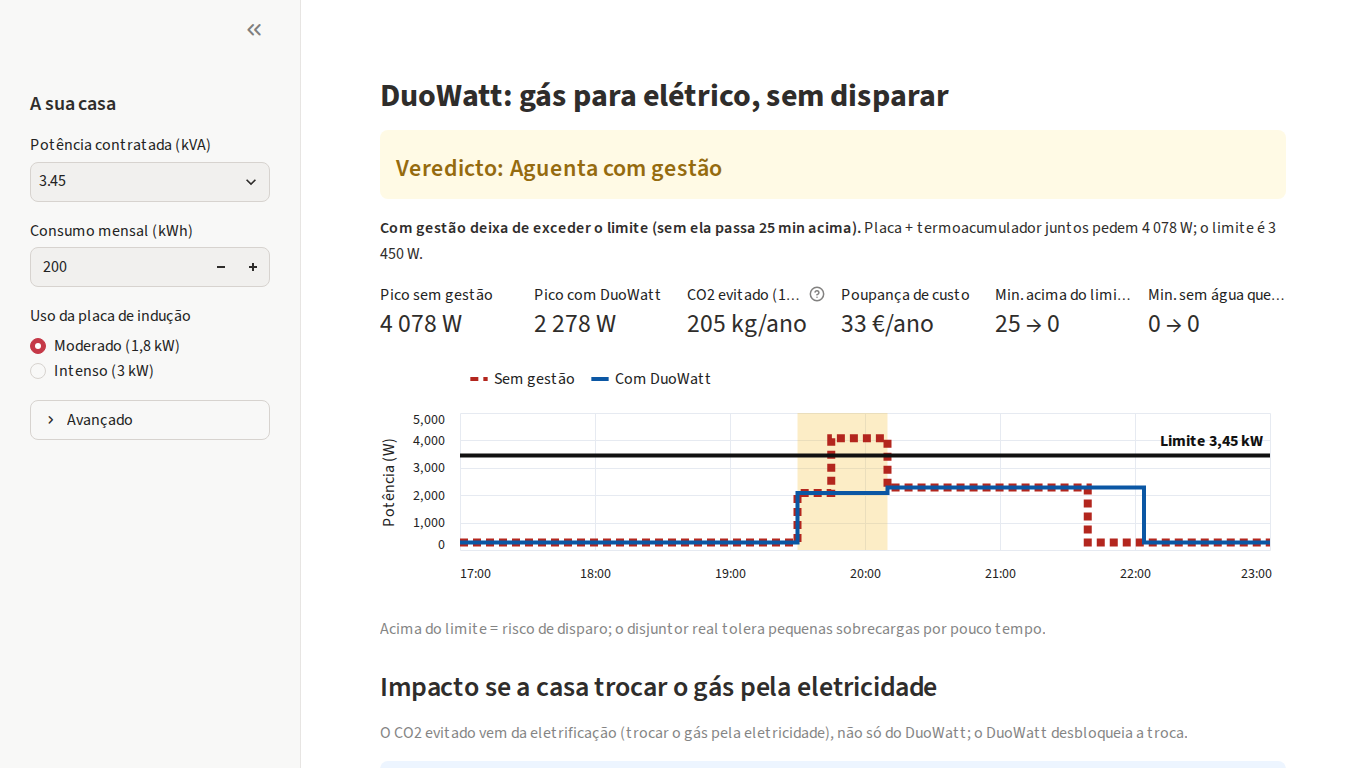 A sua casa
Potência contratada (kVA)
3.45
Consumo mensal (kWh)
200
Uso da placa de indução
Moderado (1,8 kW)
Intenso (3 kW)
Avançado
DuoWatt: gás para elétrico, sem disparar
Veredicto: Aguenta com gestão
Com gestão deixa de exceder o limite (sem ela passa 25 min acima). Placa + termoacumulador juntos pedem 4 078 W; o limite é 3
450 W.
Pico sem gestão
4 078 W
Pico com DuoWatt
2 278 W
CO2 evitado (1...
205 kg/ano
Poupança de custo
33 €/ano
Min. acima do limi...
25 → 0
Min. sem água que...
0 → 0
Sem gestão
Com DuoWatt
Potência (W)
5,000
4,000
3,000
2,000
1,000
0
Limite 3,45 kW
17:00
18:00
19:00
20:00
21:00
22:00
23:00
Acima do limite = risco de disparo; o disjuntor real tolera pequenas sobrecargas por pouco tempo.
Impacto se a casa trocar o gás pela eletricidade
O CO2 evitado vem da eletrificação (trocar o gás pela eletricidade), não só do DuoWatt; o DuoWatt desbloqueia a troca.